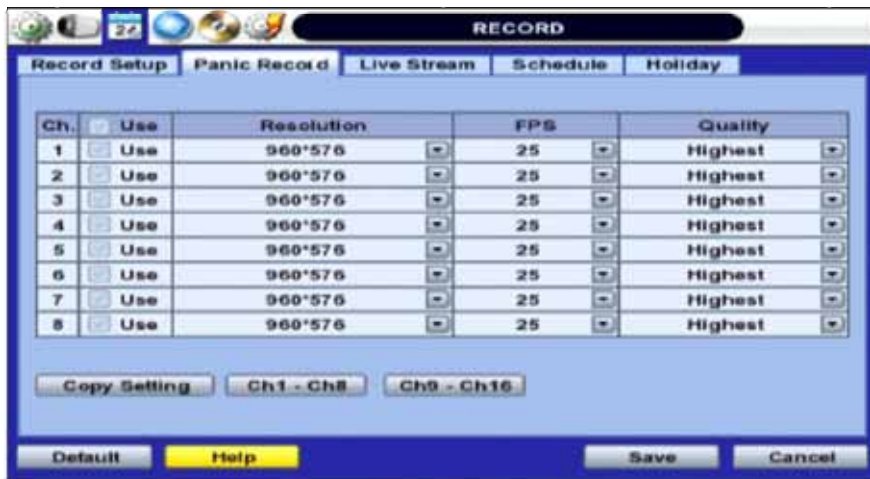 24
RECORD
Record Setup Panic Record Live Stream Schedule Holiday
Ch. Use Resolution FPS Quality
1 Use 960*576 25 Highest
2 Use 960*576 25 Highest
3 Use 960*576 25 Highest
4 Use 960*576 25 Highest
5 Use 960*576 25 Highest
6 Use 960*576 25 Highest
7 Use 960*576 25 Highest
8 Use 960*576 25 Highest
Copy Setting Ch1 - Ch8 Ch9 - Ch16
Default Help Save Cancel